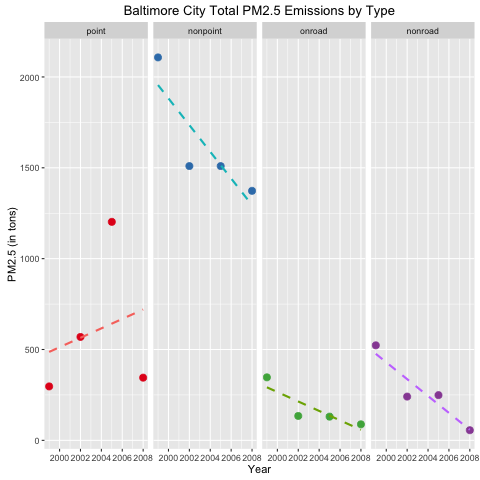 Baltimore City Total PM2.5 Emissions by Type
point nonpoint onroad nonroad
2000
1500
1000
500
0
PM2.5 (in tons)
2000 2002 2004 2006 2008 2000 2002 2004 2006 2008 2000 2002 2004 2006 2008 2000 2002 2004 2006 2008
Year